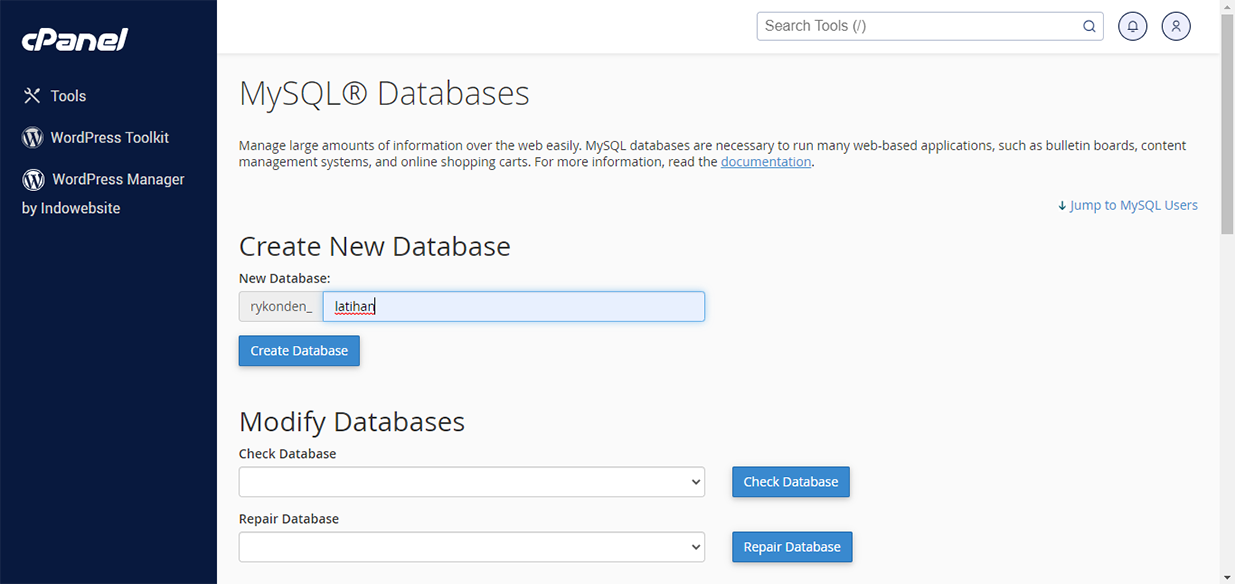 cPanel
Search Tools (/)
Tools
WordPress Toolkit
WordPress Manager
by Indowebsite
MySQL® Databases
Manage large amounts of information over the web easily. MySQL databases are necessary to run many web-based applications, such as bulletin boards, content
management systems, and online shopping carts. For more information, read the documentation.
Jump to MySQL Users
Create New Database
New Database:
rykonden_ latihan
Create Database
Modify Databases
Check Database
Check Database
Repair Database
Repair Database